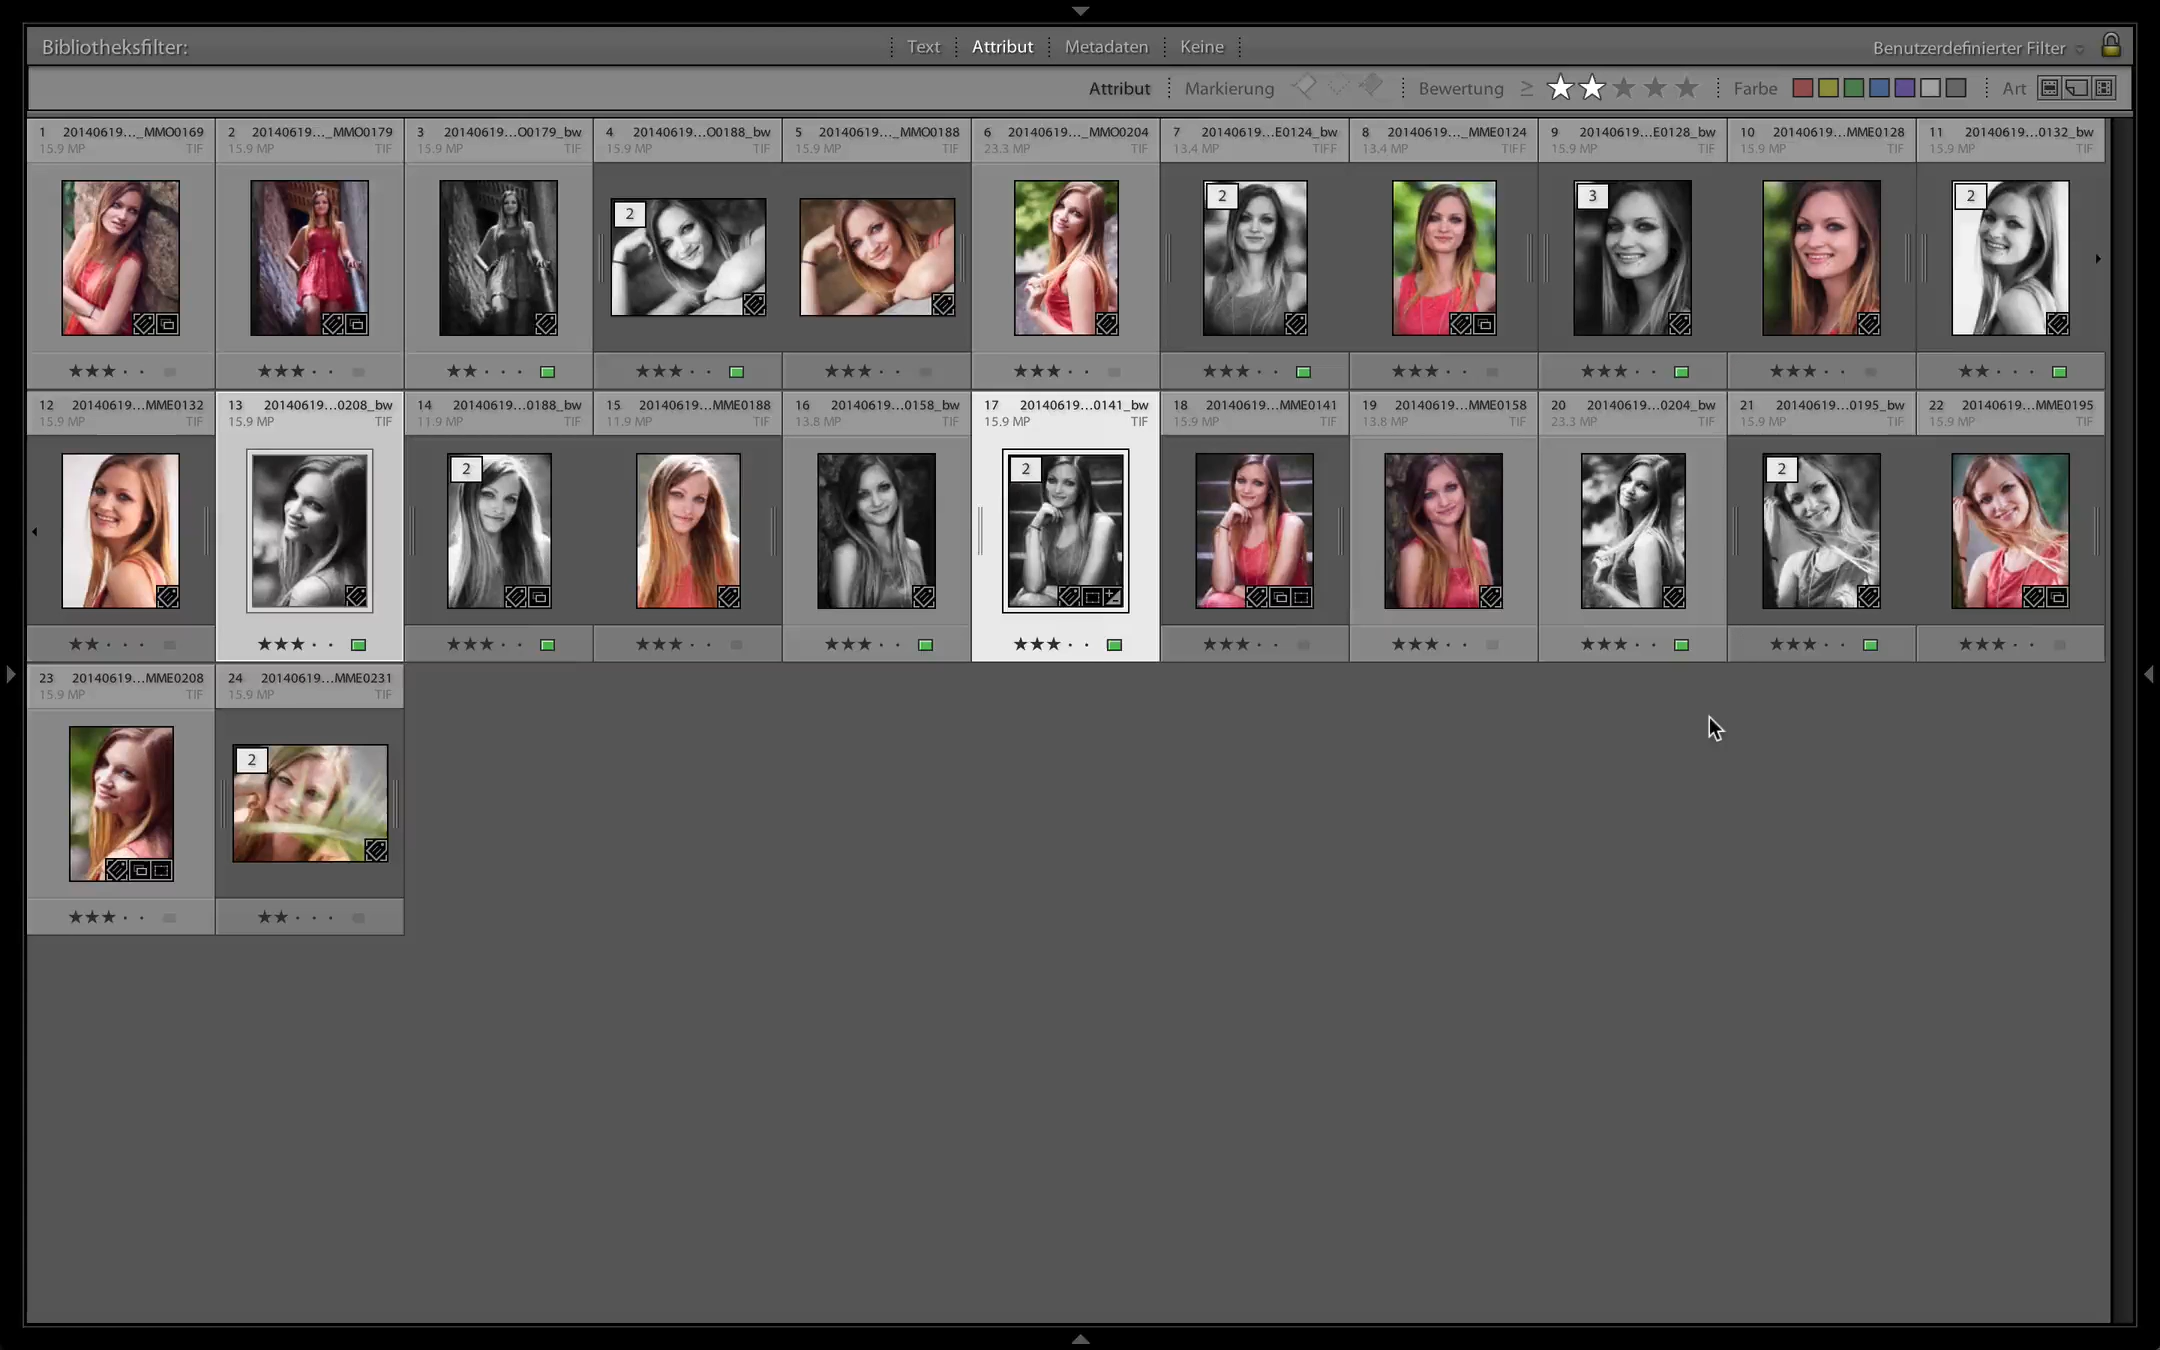 Bibliotheksfilter: Text Attribut Metadaten Keine Benutzerdefinierter Filter
Attribut Markierung Bewertung ≥ Farbe Art
1 20140619..._MMO0169 2 20140619..._MMO0179 3 20140619...O0179_bw 4 20140619...O0188_bw 5 20140619..._MMO0188 6 20140619..._MMO0204 7 20140619...E0124_bw 8 20140619..._MME0124 9 20140619...E0128_bw 10 20140619...MME0128 11 20140619...0132_bw
15.9 MP TIF 15.9 MP TIF 15.9 MP TIF 15.9 MP TIF 15.9 MP TIF 23.3 MP TIF 13.4 MP TIFF 13.4 MP TIFF 15.9 MP TIF 15.9 MP TIF 15.9 MP TIF
2 2 3 2
12 20140619...MME0132 13 20140619...0208_bw 14 20140619...0188_bw 15 20140619...MME0188 16 20140619...0158_bw 17 20140619...0141_bw 18 20140619...MME0141 19 20140619...MME0158 20 20140619...0204_bw 21 20140619...0195_bw 22 20140619...MME0195
15.9 MP TIF 15.9 MP TIF 11.9 MP TIF 11.9 MP TIF 13.8 MP TIF 15.9 MP TIF 15.9 MP TIF 13.8 MP TIF 23.3 MP TIF 15.9 MP TIF 15.9 MP TIF
2 2 2
23 20140619...MME0208 24 20140619...MME0231
15.9 MP TIF 15.9 MP TIF
2